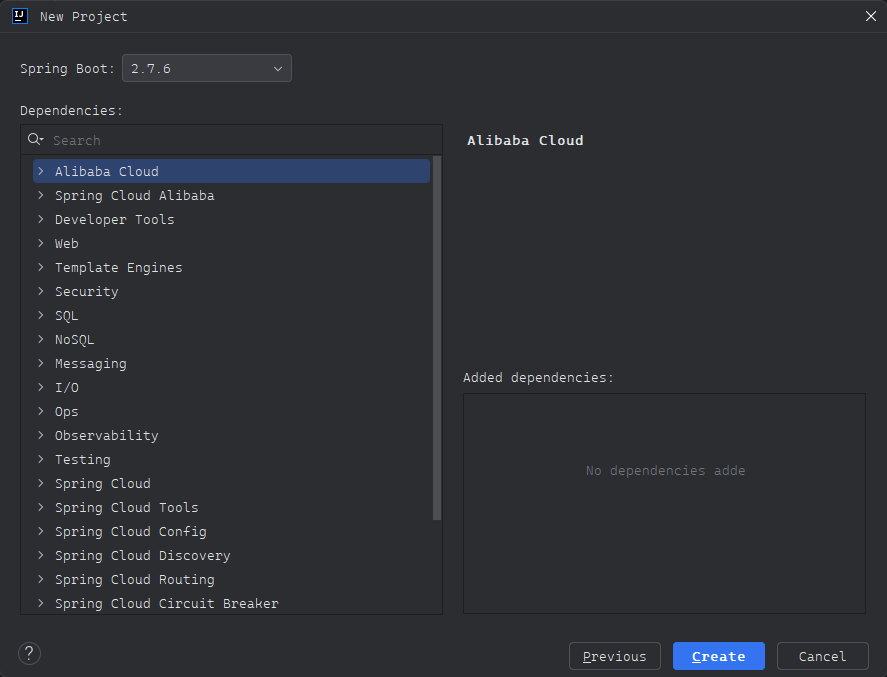 IJ New Project
Spring Boot: 2.7.6
Dependencies:
Search
Alibaba Cloud
Spring Cloud Alibaba
Developer Tools
Web
Template Engines
Security
SQL
NoSQL
Messaging
I/O
Ops
Observability
Testing
Spring Cloud
Spring Cloud Tools
Spring Cloud Config
Spring Cloud Discovery
Spring Cloud Routing
Spring Cloud Circuit Breaker
Alibaba Cloud
Added dependencies:
No dependencies adde
? Previous Create Cancel